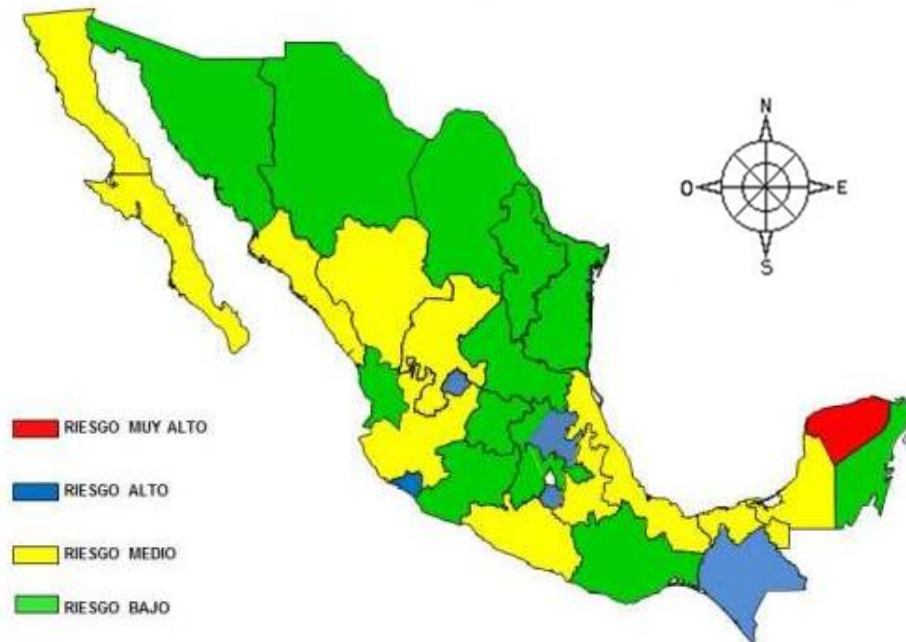 N
O
E
S
RIESGO MUY ALTO
RIESGO ALTO
RIESGO MEDIO
RIESGO BAJO